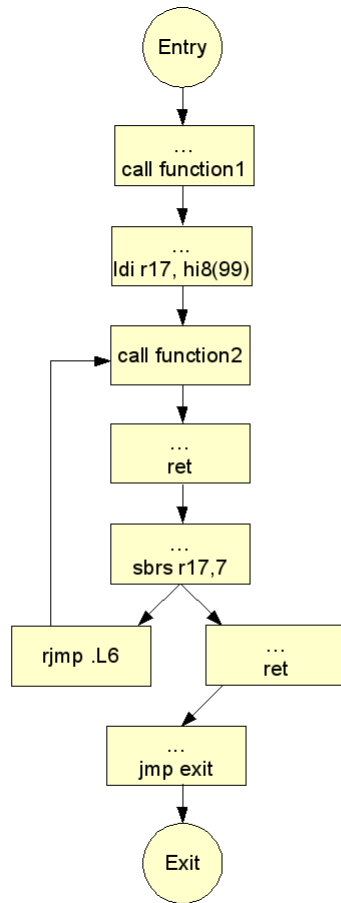 Entry
...
call function1
...
ldi r17, hi8(99)
call function2
...
ret
...
sbrs r17,7
rjmp .L6
...
ret
...
jmp exit
Exit